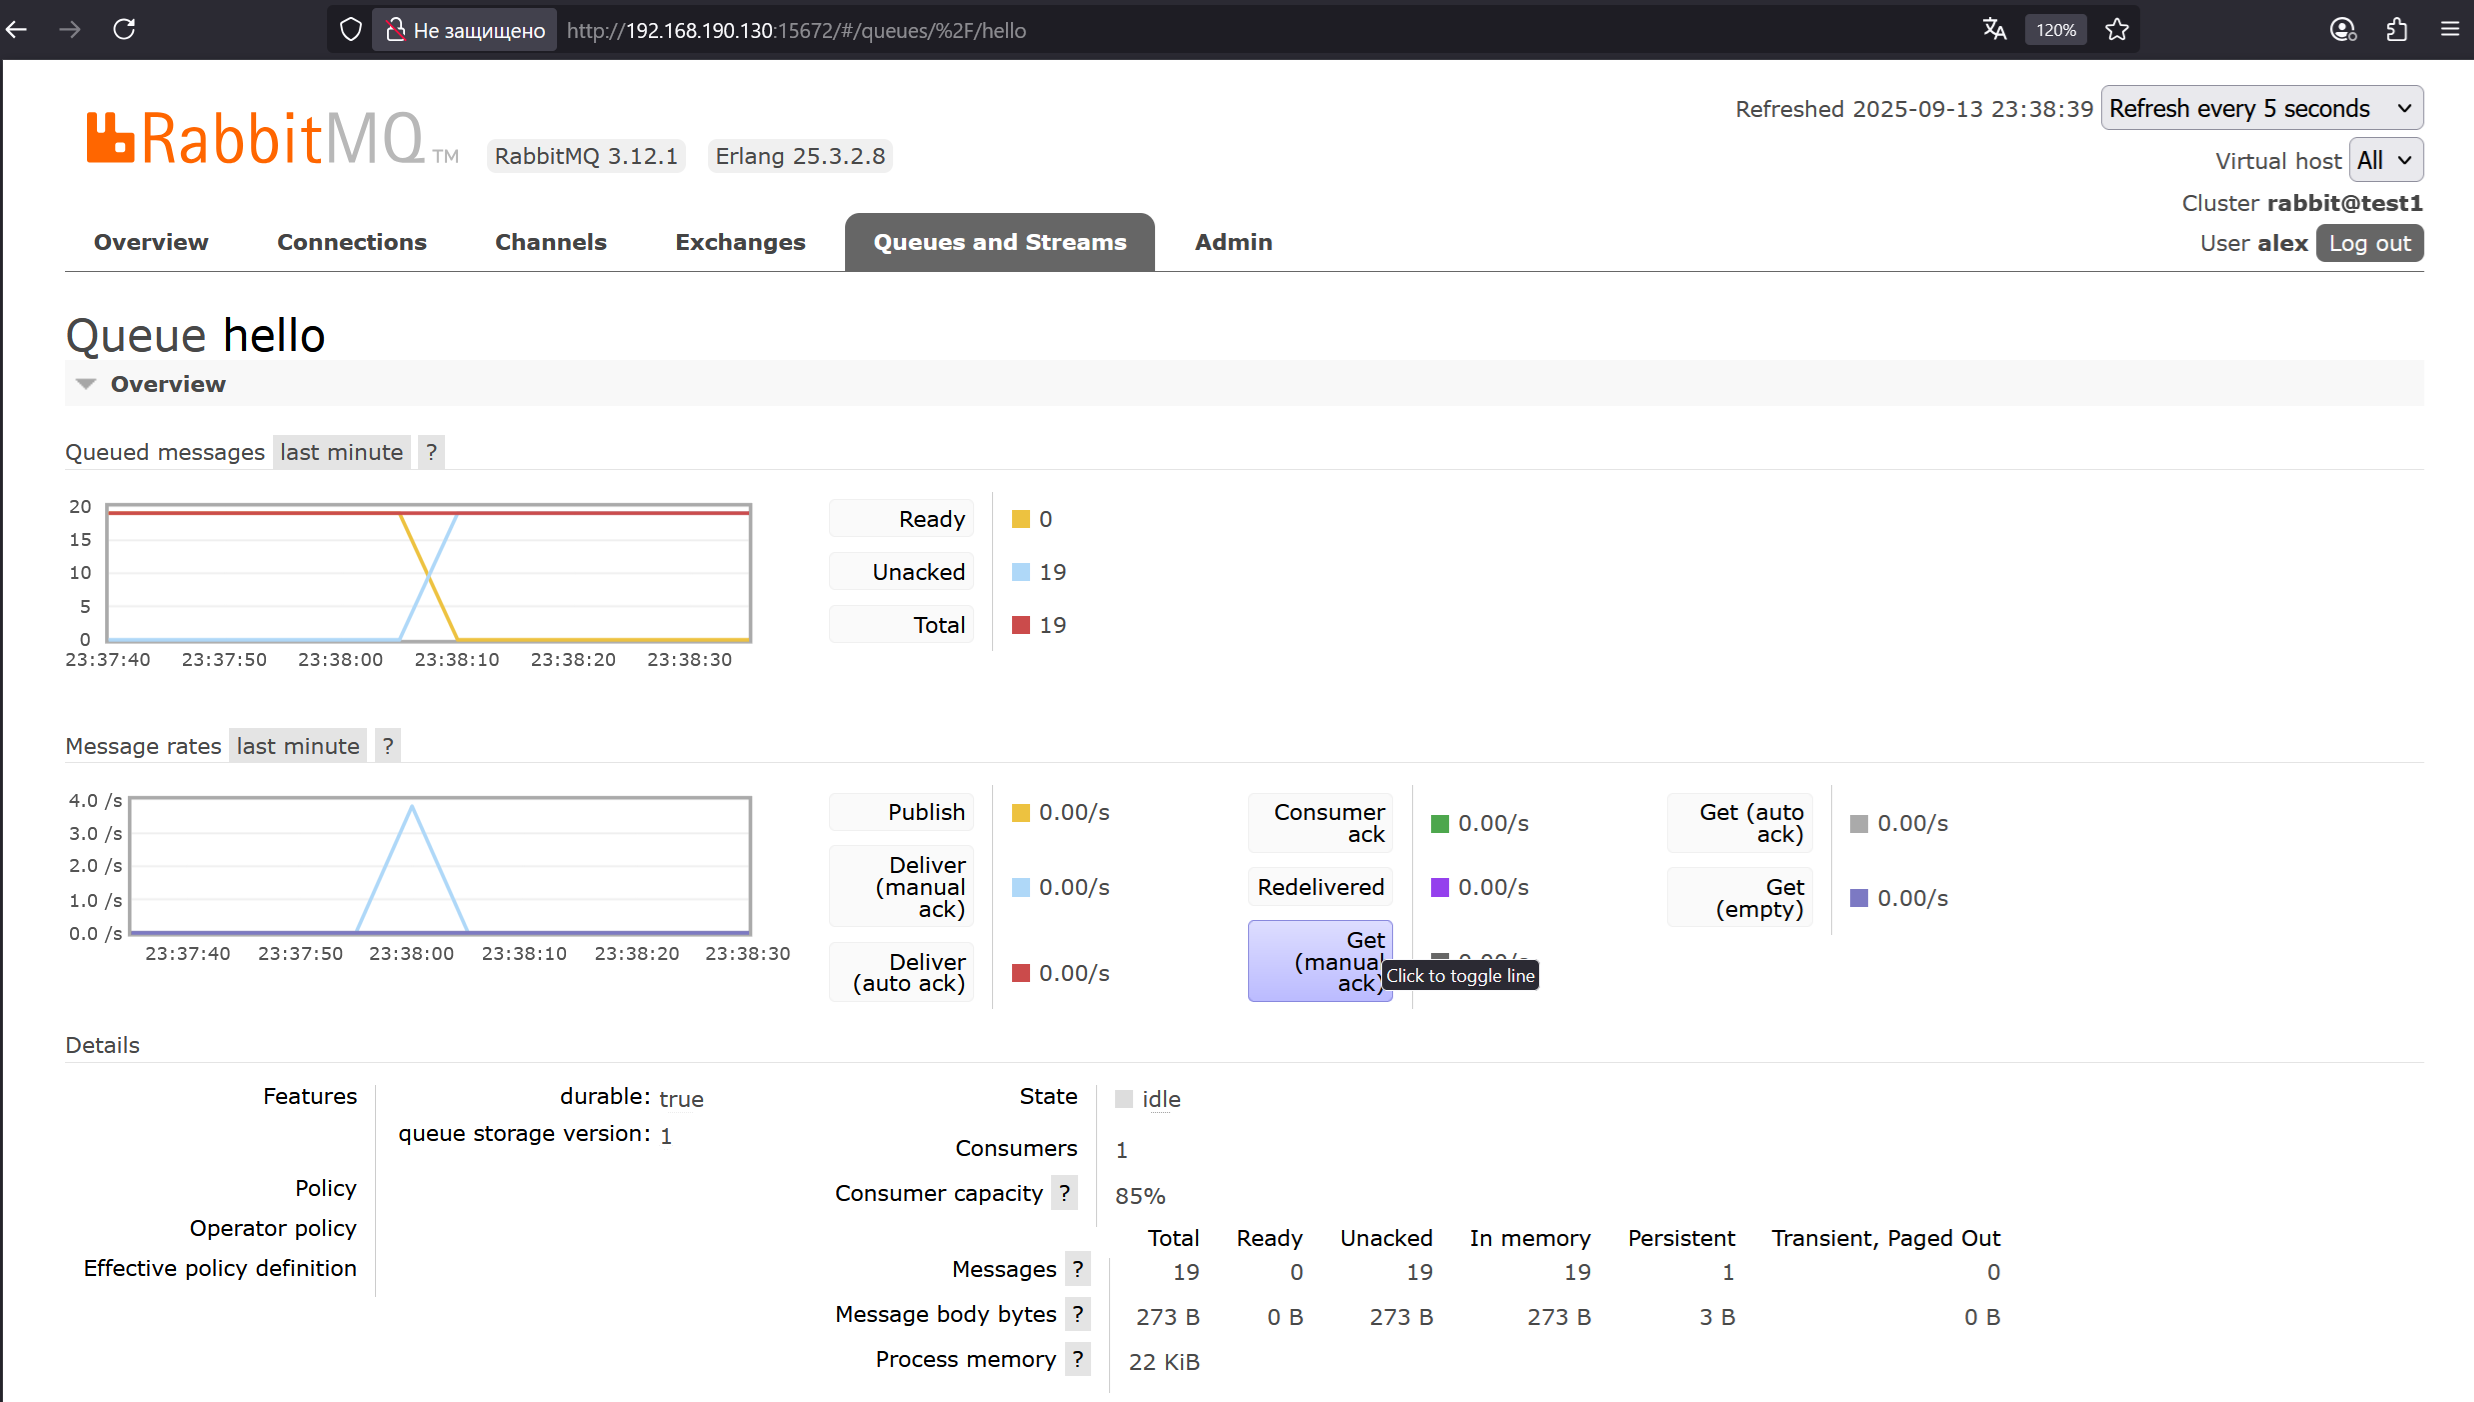 Не защищено http://192.168.190.130:15672/#/queues/%2F/hello 120%
RabbitMQ TM RabbitMQ 3.12.1 Erlang 25.3.2.8
Refreshed 2025-09-13 23:38:39 Refresh every 5 seconds
Virtual host All
Cluster rabbit@test1
User alex Log out
Overview Connections Channels Exchanges Queues and Streams Admin
Queue hello
Overview
Queued messages last minute ?
20
15
10
5
0
23:37:40 23:37:50 23:38:00 23:38:10 23:38:20 23:38:30
Ready 0
Unacked 19
Total 19
Message rates last minute ?
4.0 /s
3.0 /s
2.0 /s
1.0 /s
0.0 /s
23:37:40 23:37:50 23:38:00 23:38:10 23:38:20 23:38:30
Publish 0.00/s
Deliver
(manual
ack) 0.00/s
Deliver
(auto ack) 0.00/s
Consumer
ack 0.00/s
Redelivered 0.00/s
Get
(manual
ack)
Click to toggle line
Get (auto
ack) 0.00/s
Get
(empty) 0.00/s
Details
Features durable: true
queue storage version: 1
Policy
Operator policy
Effective policy definition
State idle
Consumers 1
Consumer capacity ? 85%
Total Ready Unacked In memory Persistent Transient, Paged Out
Messages ? 19 0 19 19 1 0
Message body bytes ? 273 B 0 B 273 B 273 B 3 B 0 B
Process memory ? 22 KiB